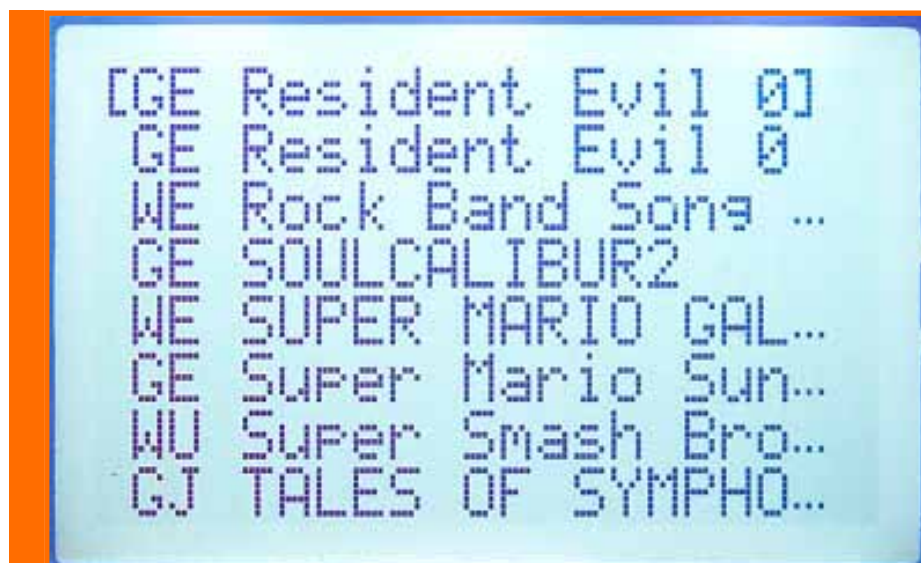 [GE Resident Evil 0]
GE Resident Evil 0
WE Rock Band Song …
GE SOULCALIBUR2
WE SUPER MARIO GAL…
GE Super Mario Sun…
WU Super Smash Bro…
GJ TALES OF SYMPHO…